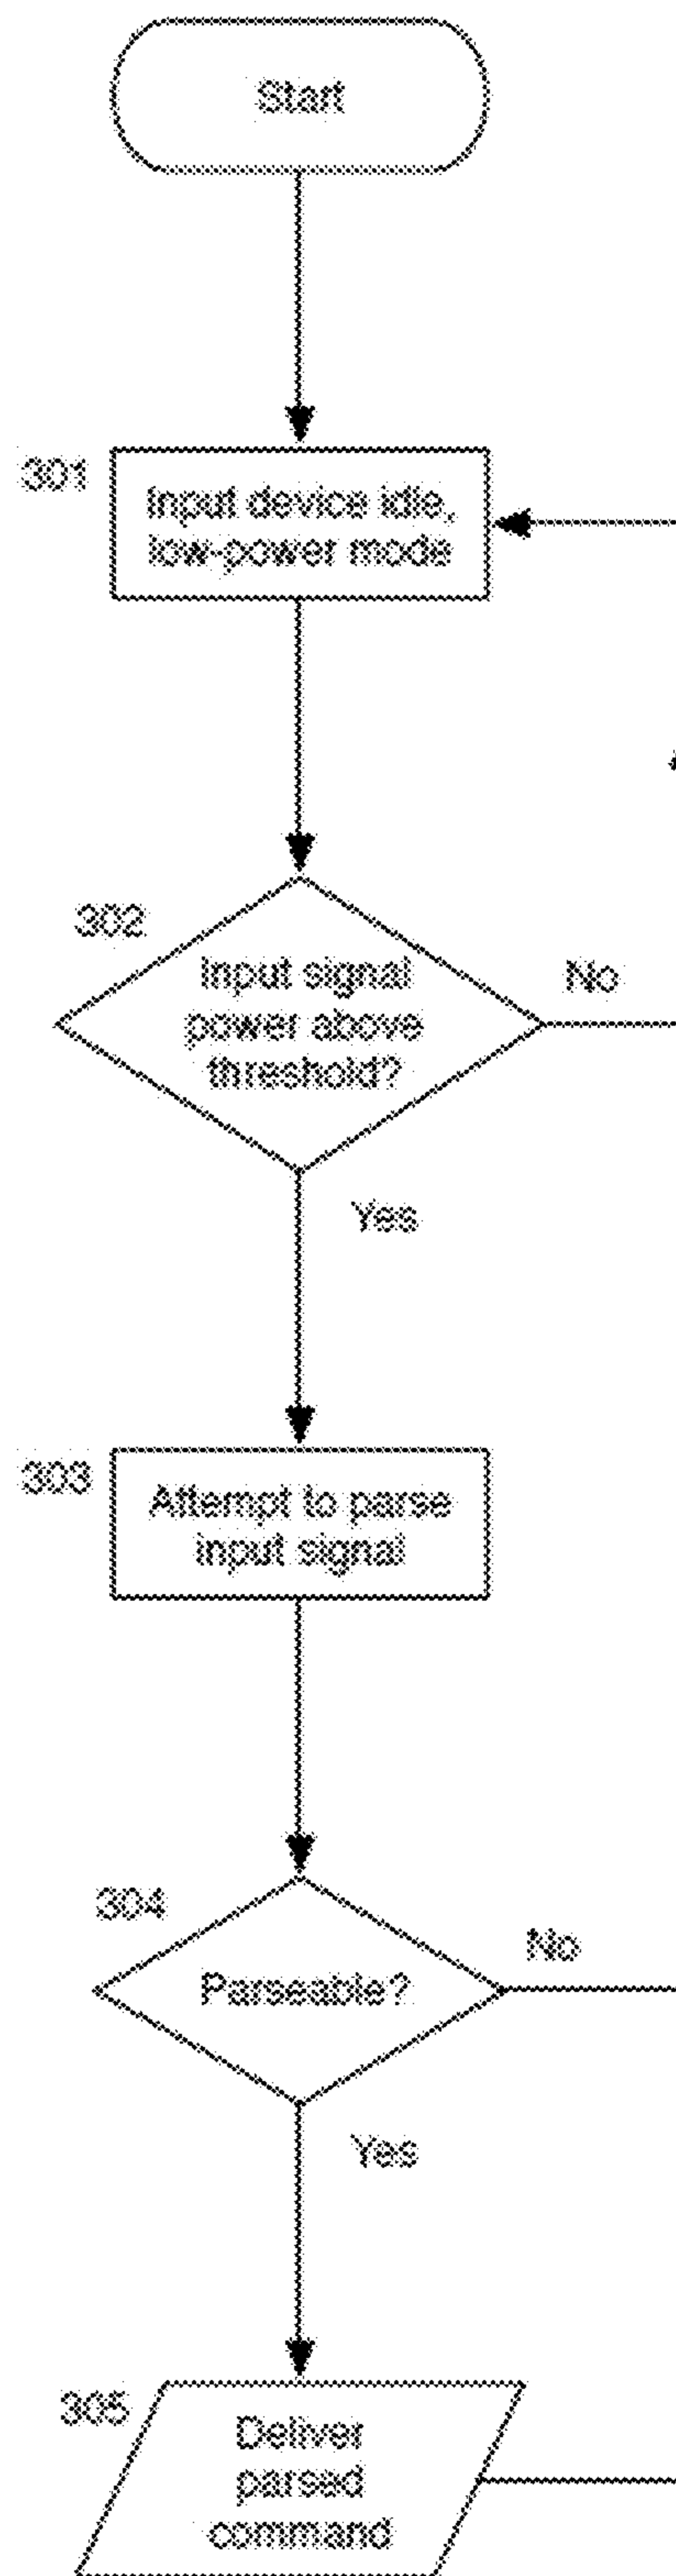 Start
301
Input device idle,
low-power mode
302
Input signal
power above
threshold?
No
Yes
303
Attempt to parse
input signal
304
Parseable?
No
Yes
305
Deliver
parsed
command